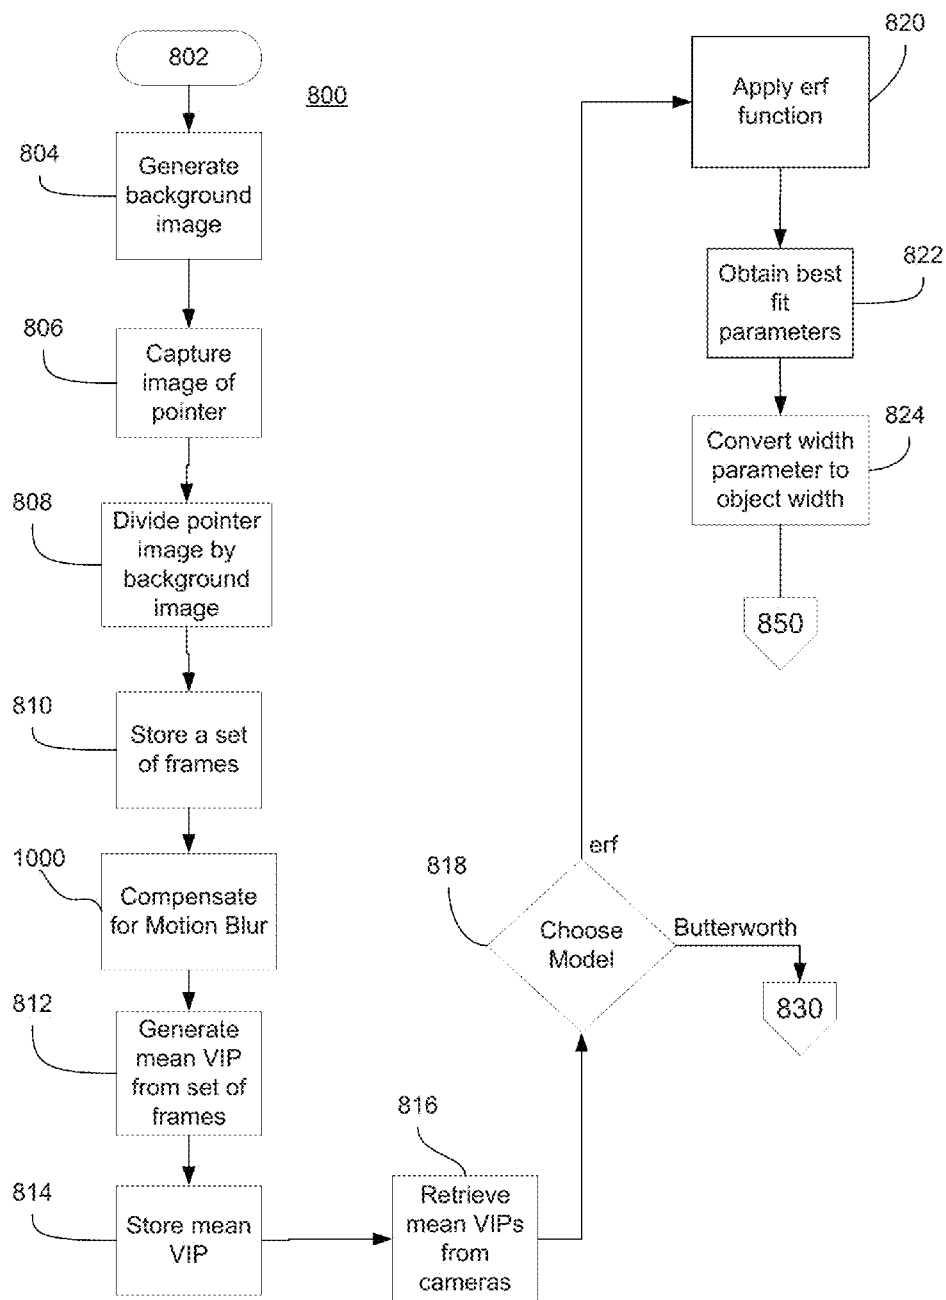 802
800
804
Generate
background
image
806
Capture
image of
pointer
808
Divide pointer
image by
background
image
810
Store a set
of frames
1000
Compensate
for Motion Blur
812
Generate
mean VIP
from set of
frames
814
Store mean
VIP
816
Retrieve
mean VIPs
from
cameras
818
Choose
Model
erf
Butterworth
830
820
Apply erf
function
822
Obtain best
fit
parameters
824
Convert width
parameter to
object width
850